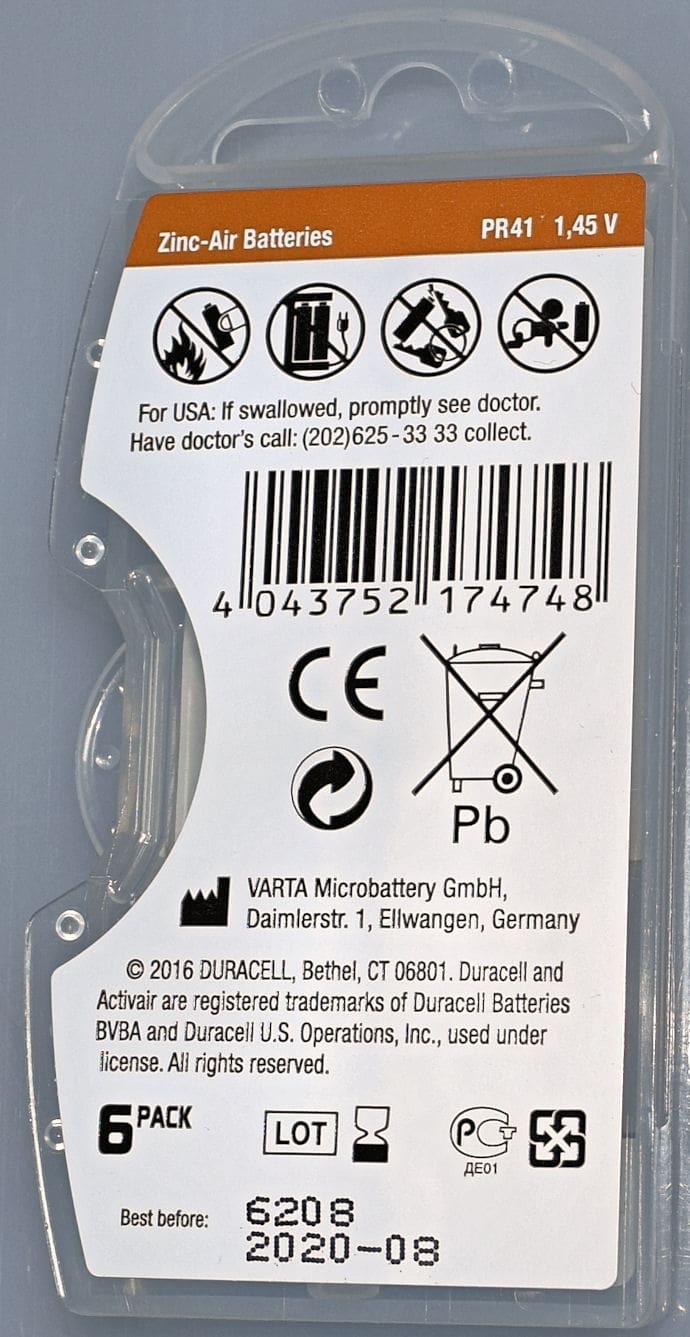 Zinc-Air Batteries PR41 1,45 V
For USA: If swallowed, promptly see doctor.
Have doctor's call: (202)625-33 33 collect.
4 043752 174748
CE
Pb
VARTA Microbattery GmbH,
Daimlerstr. 1, Ellwangen, Germany
© 2016 DURACELL, Bethel, CT 06801. Duracell and
Activair are registered trademarks of Duracell Batteries
BVBA and Duracell U.S. Operations, Inc., used under
license. All rights reserved.
6 PACK LOT PCT
ДЕ01
Best before: 6208
2020-08